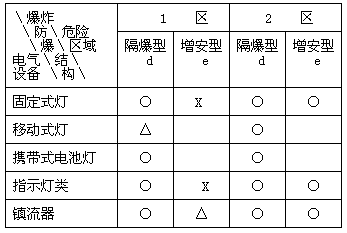 ＼爆炸 1 区 2 区
＼防＼危险 隔爆型 增安型 隔爆型 增安型
＼爆＼区域 d e d e
电气＼结＼
设备 ＼构＼
固定式灯 ○ x ○ ○
移动式灯 △ ○
携带式电池灯 ○ ○
指示灯类 ○ x ○ ○
镇流器 ○ △ ○ ○